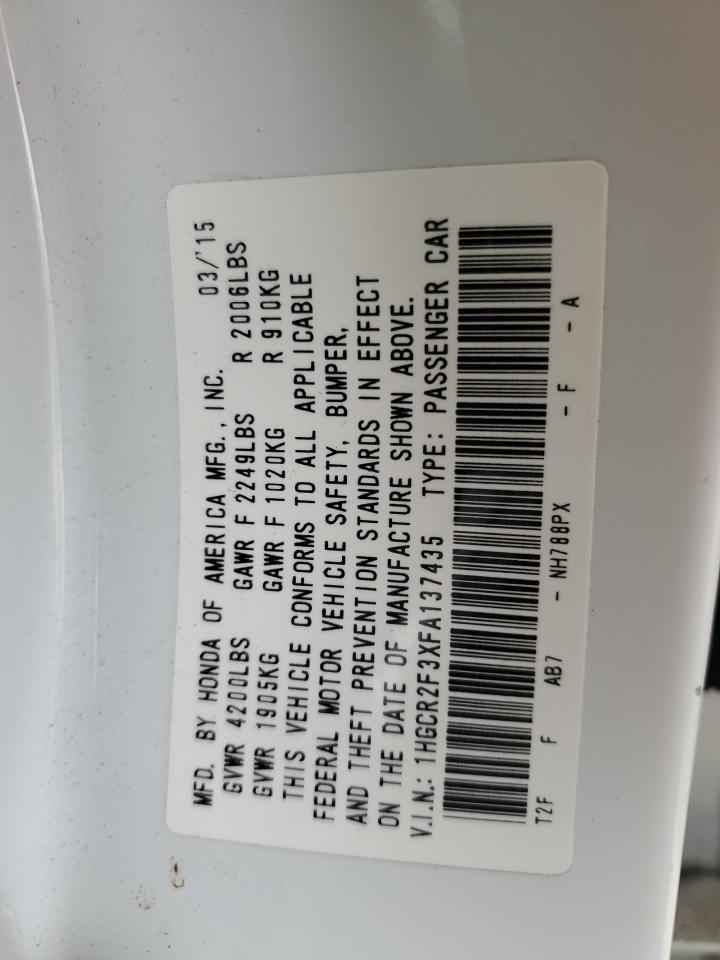 MFD. BY HONDA OF AMERICA MFG., INC. 03/'15
GVWR 4200LBS GAWR F 2249LBS R 2006LBS
GVWR 1905KG GAWR F 1020KG R 910KG
THIS VEHICLE CONFORMS TO ALL APPLICABLE
FEDERAL MOTOR VEHICLE SAFETY, BUMPER,
AND THEFT PREVENTION STANDARDS IN EFFECT
ON THE DATE OF MANUFACTURE SHOWN ABOVE.
V.I.N.: 1HGCR2F3XFA137435 TYPE: PASSENGER CAR
T2F F AB7 - NH788PX - F - A